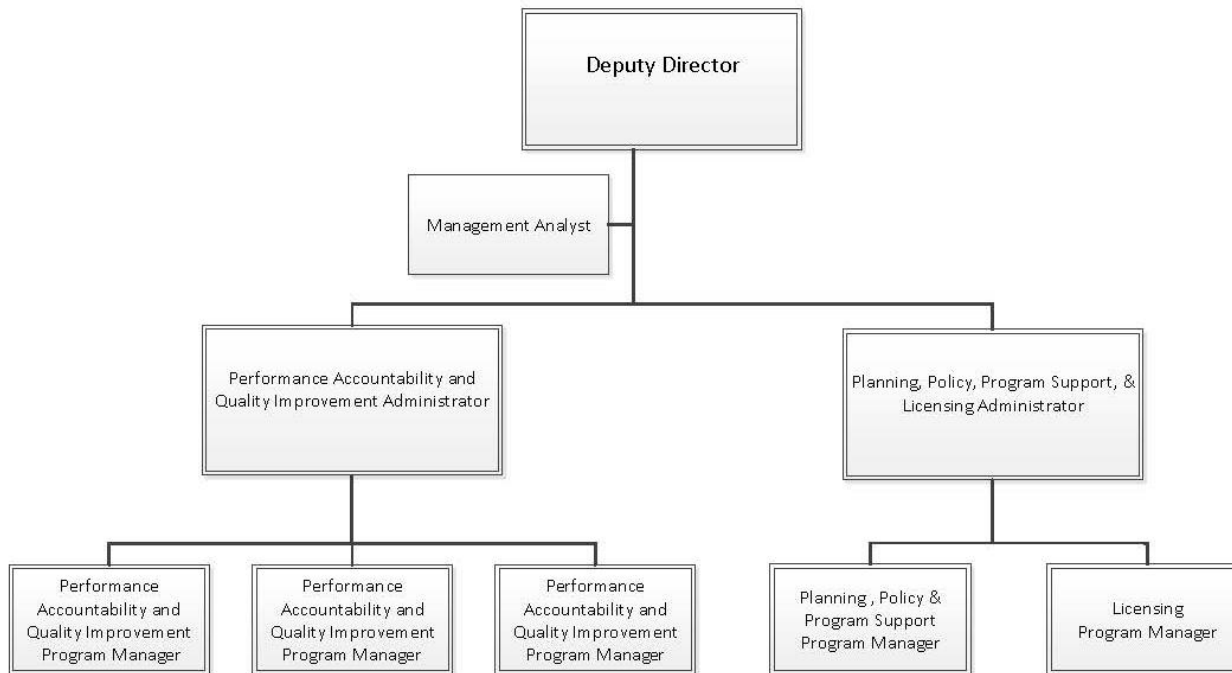 Deputy Director
Management Analyst
Performance Accountability and
Quality Improvement Administrator
Planning, Policy, Program Support, &
Licensing Administrator
Performance
Accountability and
Quality Improvement
Program Manager
Performance
Accountability and
Quality Improvement
Program Manager
Performance
Accountability and
Quality Improvement
Program Manager
Planning , Policy &
Program Support
Program Manager
Licensing
Program Manager